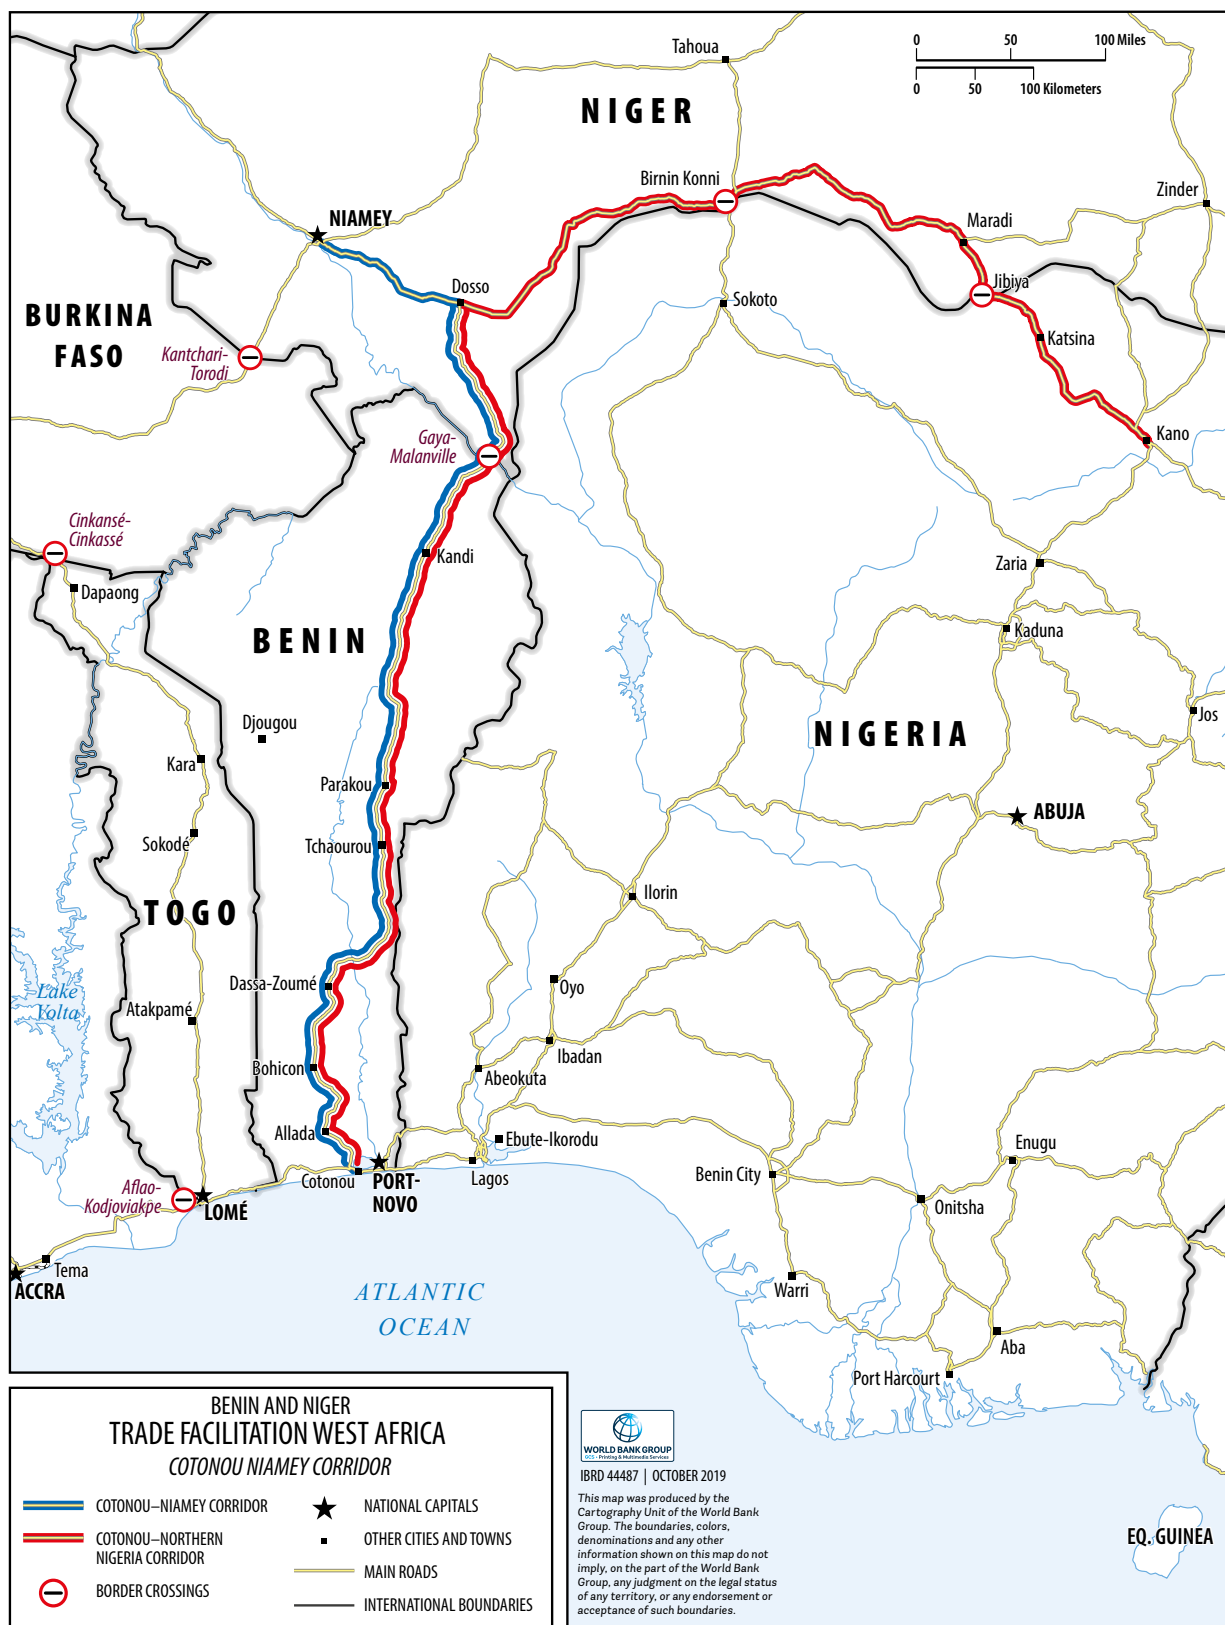 0 50 100 Miles
0 50 100 Kilometers
Tahoua
NIGER
Birnin Konni
Zinder
NIAMEY
Maradi
Dosso
Jibiya
Sokoto
BURKINA
FASO
Kantchari-
Torodi
Katsina
Gaya-
Malanville
Kano
Cinkansé-
Cinkassé
Kandi
Zaria
Dapaong
BENIN
Kaduna
Djougou
Jos
NIGERIA
Kara
Parakou
ABUJA
Sokodé
Tchaourou
Ilorin
TOGO
Dassa-Zoumé
Oyo
Lake
Volta
Atakpamé
Ibadan
Bohicon
Abeokuta
Allada
Ebute-Ikorodu
Enugu
Cotonou
PORT-
NOVO
Lagos
Benin City
Aflao-
Kodjoviakpe
LOMÉ
Onitsha
Tema
ACCRA
ATLANTIC
OCEAN
Warri
Aba
Port Harcourt
EQ. GUINEA
BENIN AND NIGER
TRADE FACILITATION WEST AFRICA
COTONOU NIAMEY CORRIDOR
COTONOU–NIAMEY CORRIDOR
COTONOU–NORTHERN
NIGERIA CORRIDOR
BORDER CROSSINGS
NATIONAL CAPITALS
OTHER CITIES AND TOWNS
MAIN ROADS
INTERNATIONAL BOUNDARIES
WORLD BANK GROUP
GCS - Printing & Multimedia Services
IBRD 44487 | OCTOBER 2019
This map was produced by the
Cartography Unit of the World Bank
Group. The boundaries, colors,
denominations and any other
information shown on this map do not
imply, on the part of the World Bank
Group, any judgment on the legal status
of any territory, or any endorsement or
acceptance of such boundaries.